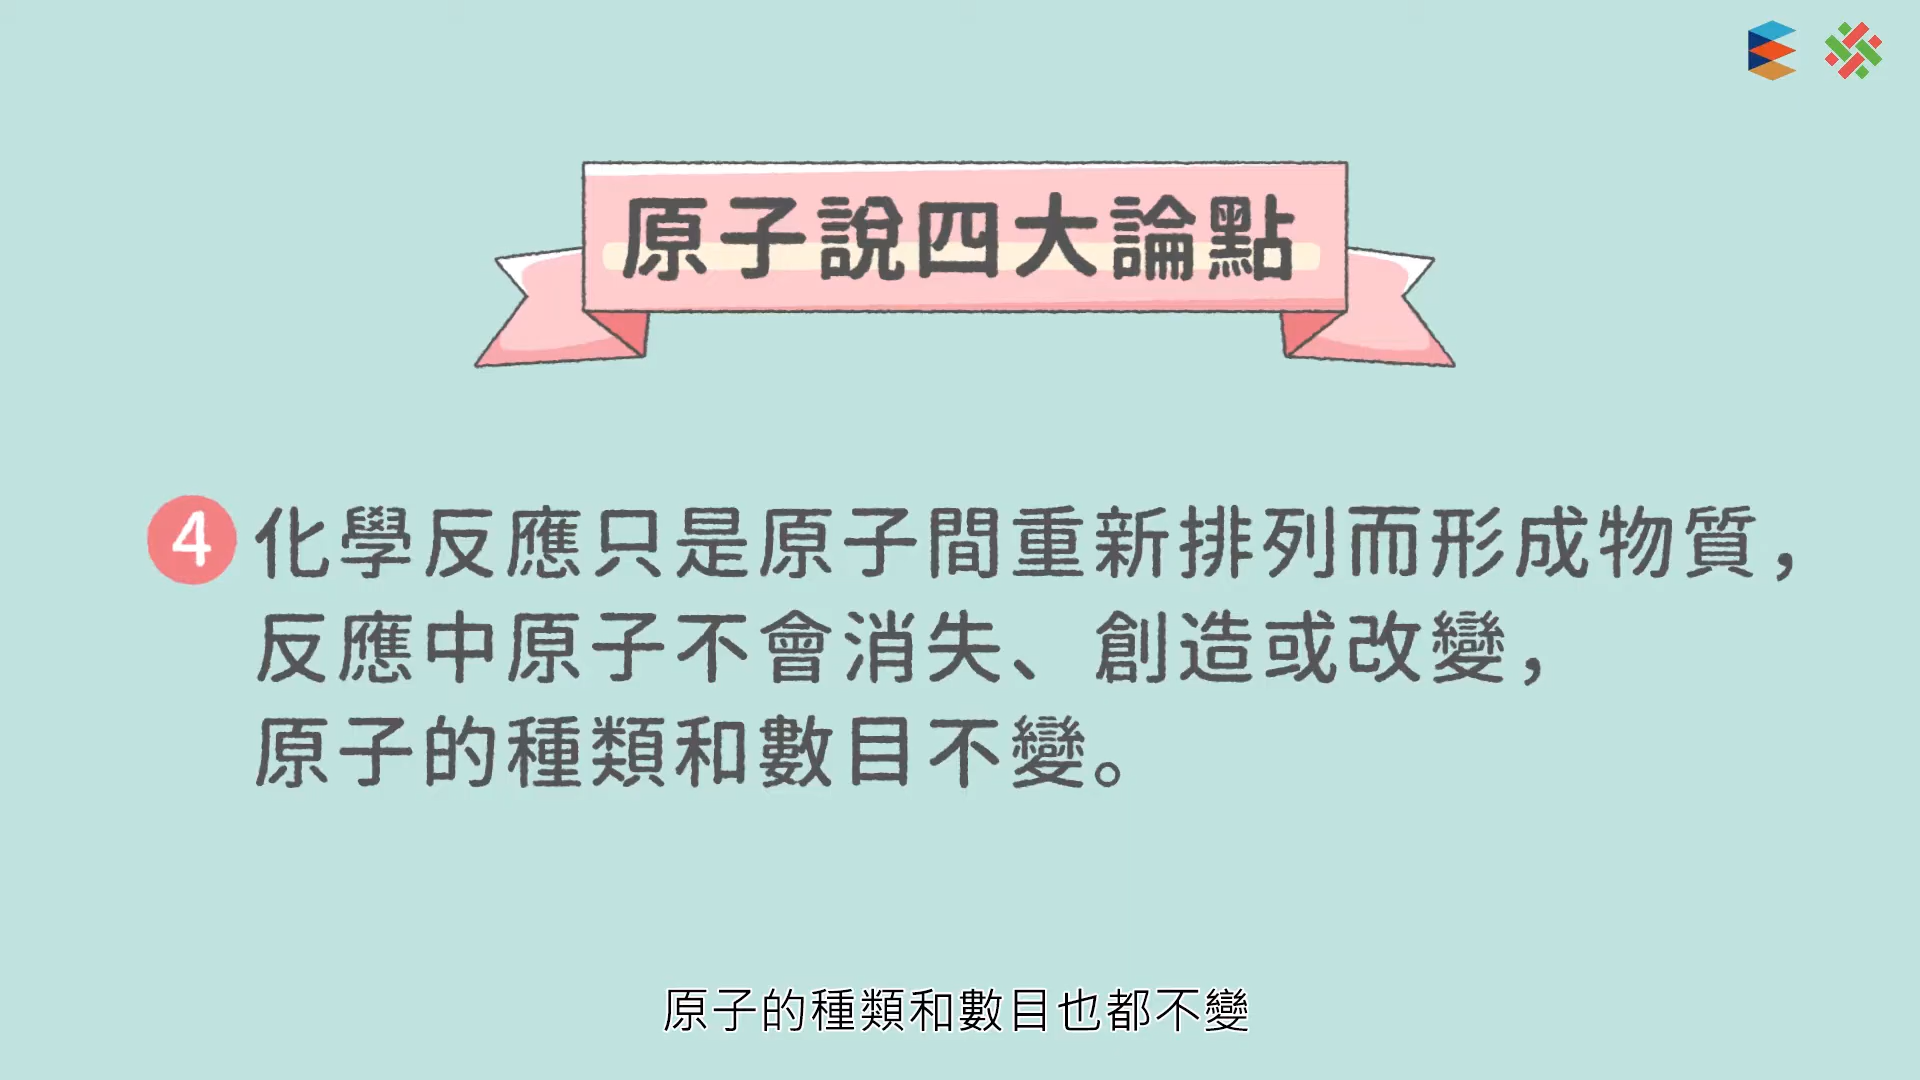 原子說四大論點
4 化學反應只是原子間重新排列而形成物質，
反應中原子不會消失、創造或改變，
原子的種類和數目不變。
原子的種類和數目也都不變